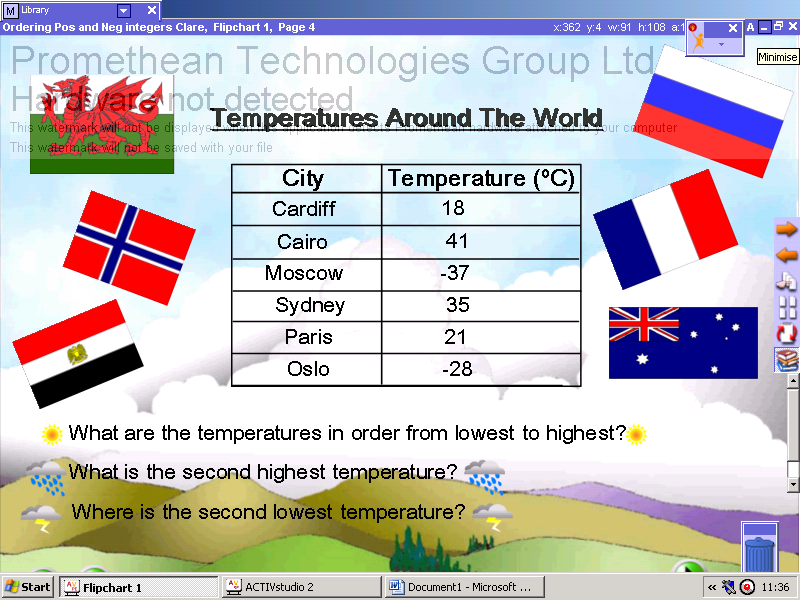 M Library
Ordering Pos and Neg integers Clare, Flipchart 1, Page 4 x:362 y:4 w:91 h:108 a:1 A
Minimise
Promethean Technologies Group Ltd
Hardware not detected
Temperatures Around The World
This watermark will not be displayed when this application detects Promethean hardware attached to your computer
This watermark will not be saved with your file
City Temperature (ºC)
Cardiff 18
Cairo 41
Moscow -37
Sydney 35
Paris 21
Oslo -28
What are the temperatures in order from lowest to highest?
What is the second highest temperature?
Where is the second lowest temperature?
Start Flipchart 1 ACTIVstudio 2 Document1 - Microsoft ... « 11:36